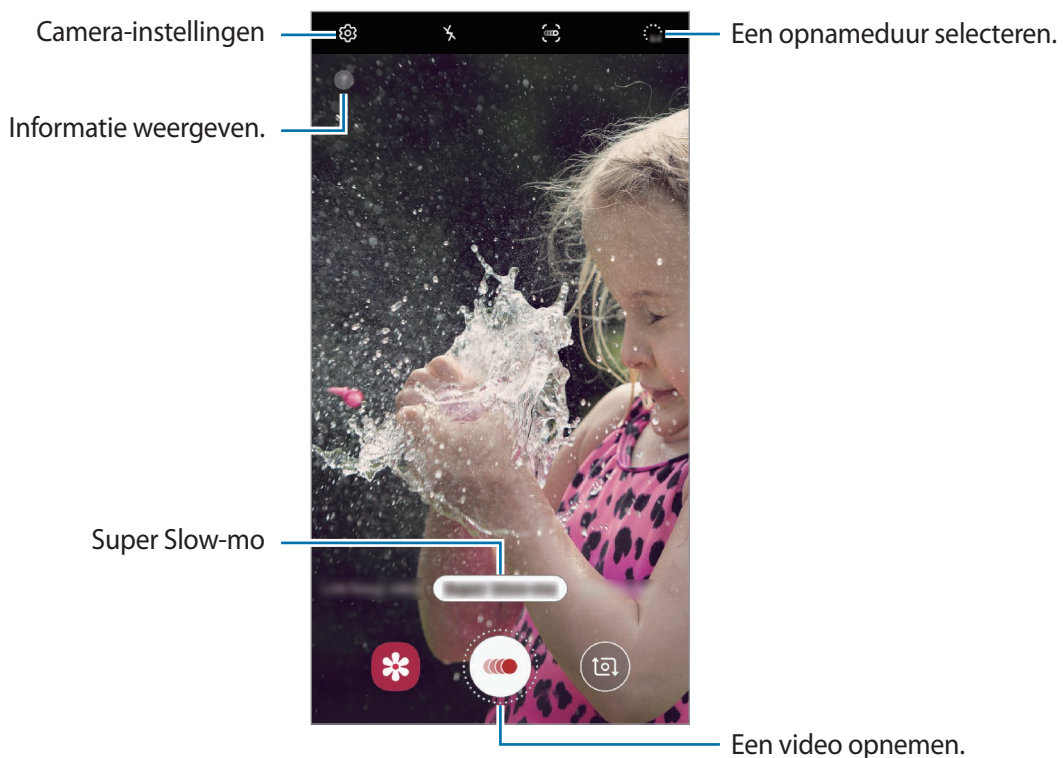 Camera-instellingen
Een opnameduur selecteren.
Informatie weergeven.
Super Slow-mo
Een video opnemen.